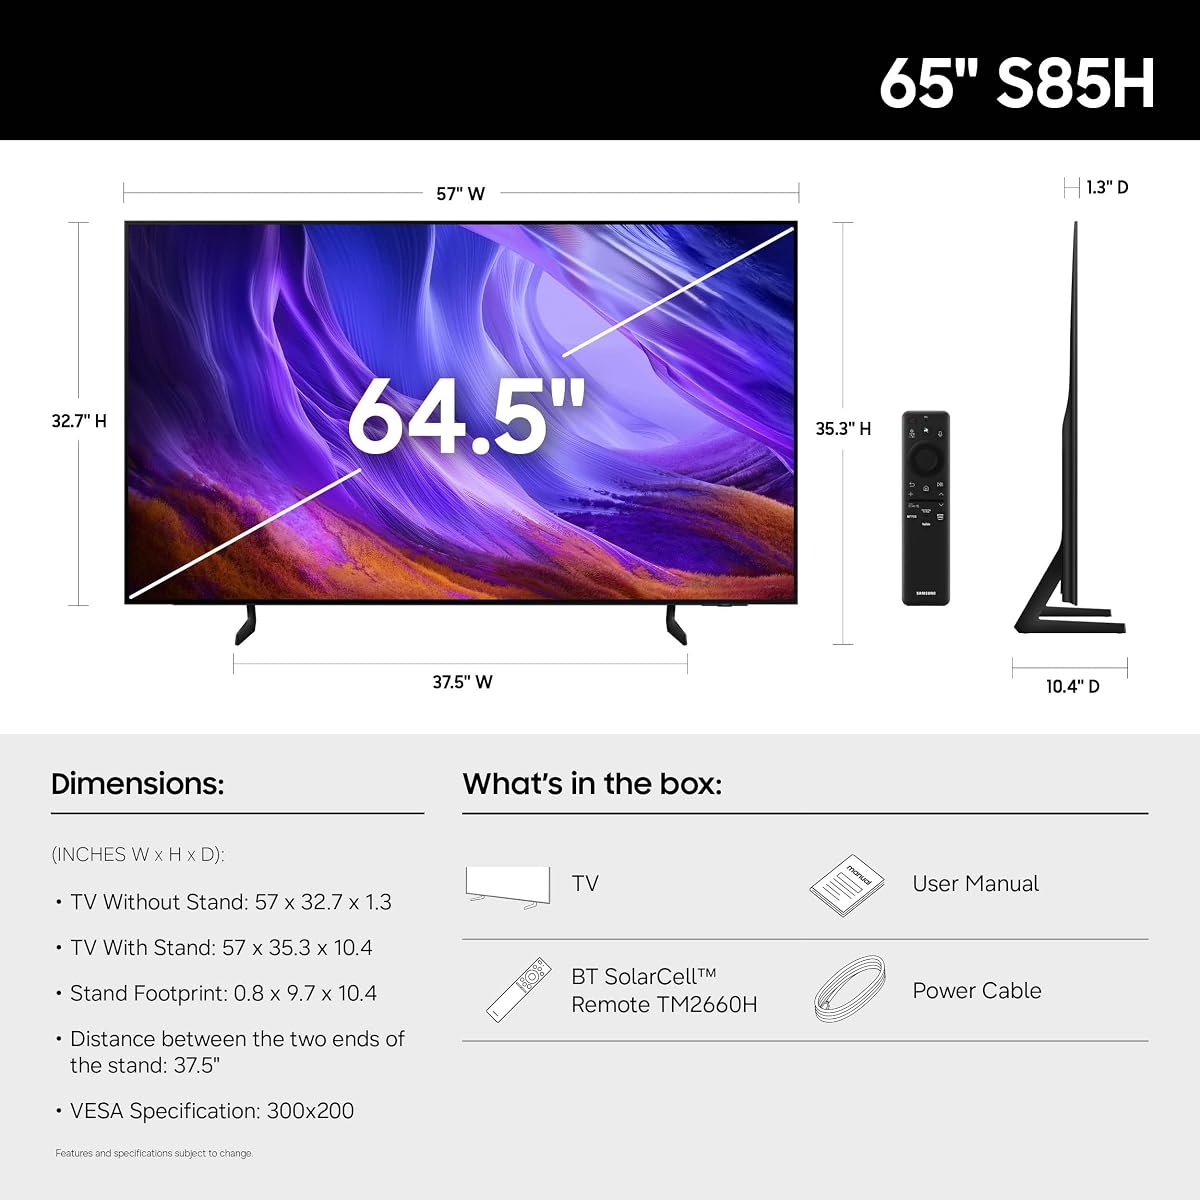 65" S85H
57" W
1.3" D
32.7" H
64.5"
35.3" H
SAMSUNG
37.5" W
10.4" D
Dimensions:
(INCHES W x H x D):
• TV Without Stand: 57 x 32.7 x 1.3
• TV With Stand: 57 x 35.3 x 10.4
• Stand Footprint: 0.8 x 9.7 x 10.4
• Distance between the two ends of
the stand: 37.5"
• VESA Specification: 300x200
Features and specifications subject to change.
What's in the box:
TV
manual
User Manual
BT SolarCell™
Remote TM2660H
Power Cable